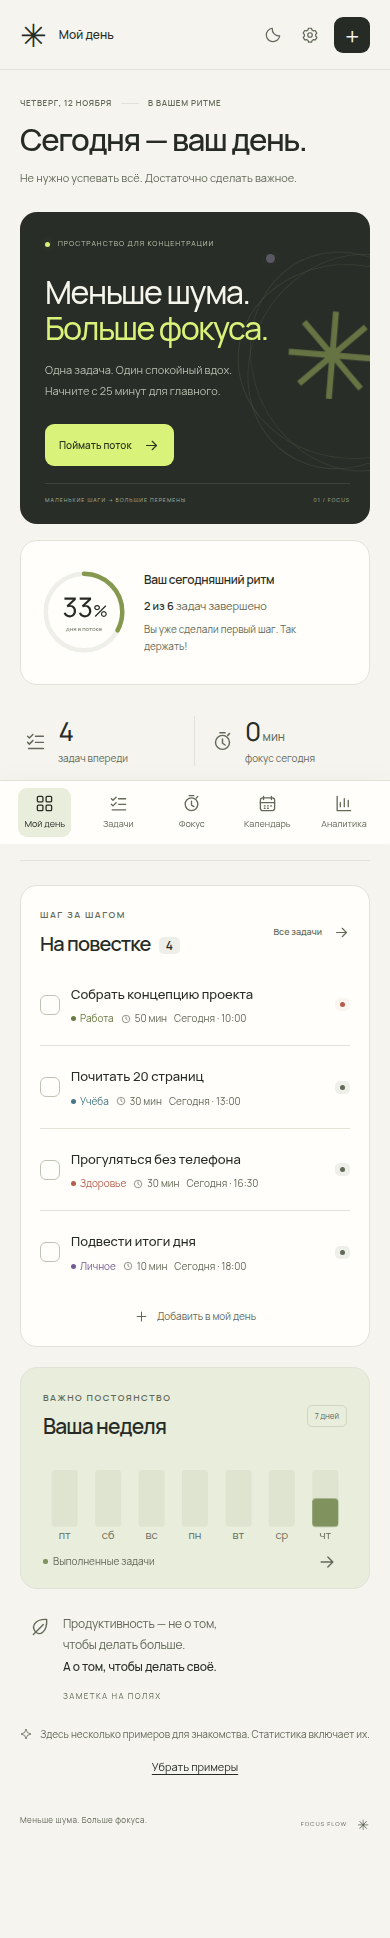 Мой день
ЧЕТВЕРГ, 12 НОЯБРЯ — В ВАШЕМ РИТМЕ
Сегодня — ваш день.
Не нужно успевать всё. Достаточно сделать важное.
ПРОСТРАНСТВО ДЛЯ КОНЦЕНТРАЦИИ
Меньше шума.
Больше фокуса.
Одна задача. Один спокойный вдох.
Начните с 25 минут для главного.
Поймать поток →
МАЛЕНЬКИЕ ШАГИ → БОЛЬШИЕ ПЕРЕМЕНЫ
01 / FOCUS
33%
ДНЯ В ПОТОКЕ
Ваш сегодняшний ритм
2 из 6 задач завершено
Вы уже сделали первый шаг. Так
держать!
4
задач впереди
0 мин
фокус сегодня
Мой день
Задачи
Фокус
Календарь
Аналитика
ШАГ ЗА ШАГОМ
На повестке 4
Все задачи →
Собрать концепцию проекта
Работа 50 мин Сегодня · 10:00
Почитать 20 страниц
Учёба 30 мин Сегодня · 13:00
Прогуляться без телефона
Здоровье 30 мин Сегодня · 16:30
Подвести итоги дня
Личное 10 мин Сегодня · 18:00
+ Добавить в мой день
ВАЖНО ПОСТОЯНСТВО
Ваша неделя
7 дней
пт сб вс пн вт ср чт
Выполненные задачи →
Продуктивность — не о том,
чтобы делать больше.
А о том, чтобы делать своё.
ЗАМЕТКА НА ПОЛЯХ
Здесь несколько примеров для знакомства. Статистика включает их.
Убрать примеры
Меньше шума. Больше фокуса.
FOCUS FLOW